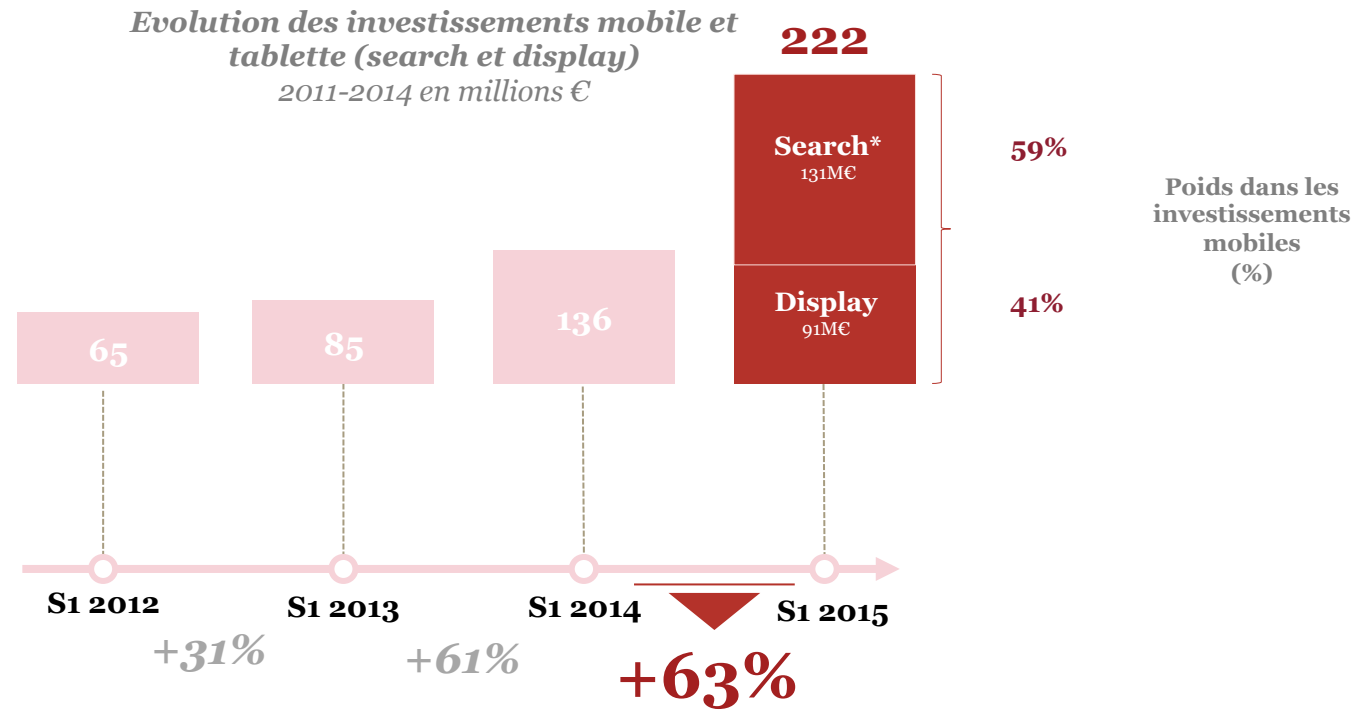 Evolution des investissements mobile et
tablette (search et display)
2011-2014 en millions €
222
Search*
131M€
59%
Poids dans les
investissements
mobiles
(%)
Display
91M€
41%
65
85
136
S1 2012
S1 2013
S1 2014
S1 2015
+31%
+61%
+63%